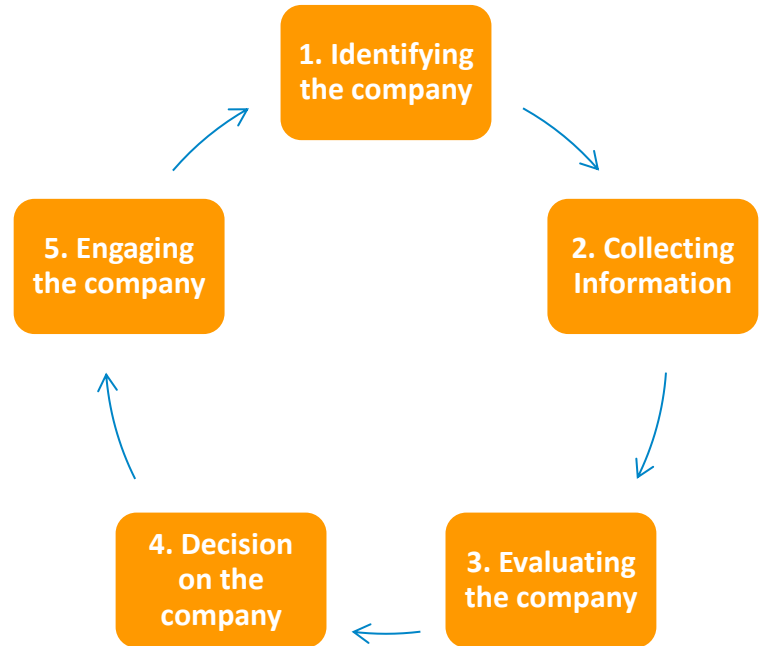 1. Identifying
the company
2. Collecting
Information
3. Evaluating
the company
4. Decision
on the
company
5. Engaging
the company